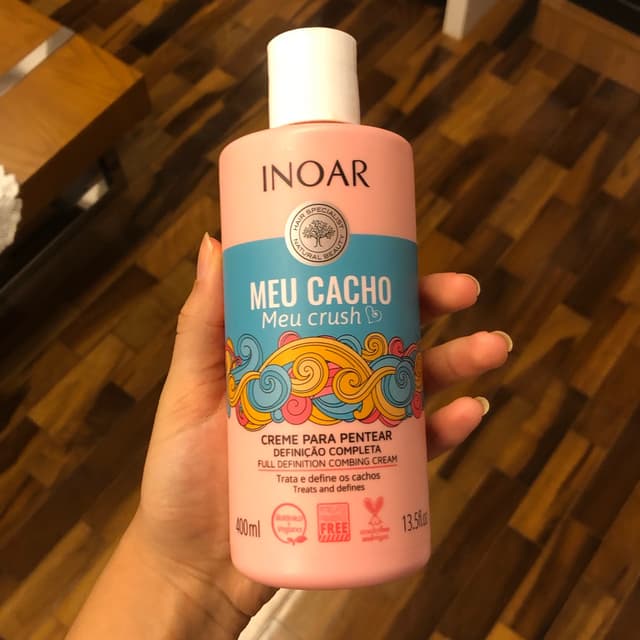 INOAR
HAIR SPECIALIST
NATURAL BEAUTY
MEU CACHO
Meu crush
CREME PARA PENTEAR
DEFINIÇÃO COMPLETA
FULL DEFINITION COMBING CREAM
Trata e define os cachos
Treats and defines
400ml
FREE
13.5fl.oz